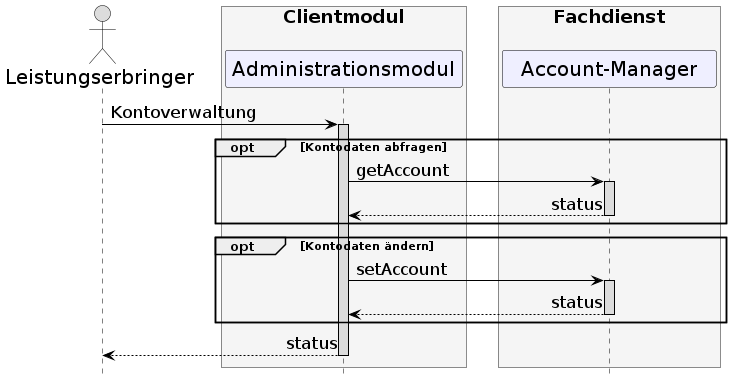 Clientmodul
Fachdienst
Leistungserbringer
Administrationsmodul
Account-Manager
Kontoverwaltung
opt
[Kontodaten abfragen]
getAccount
status
opt
[Kontodaten ändern]
setAccount
status
status